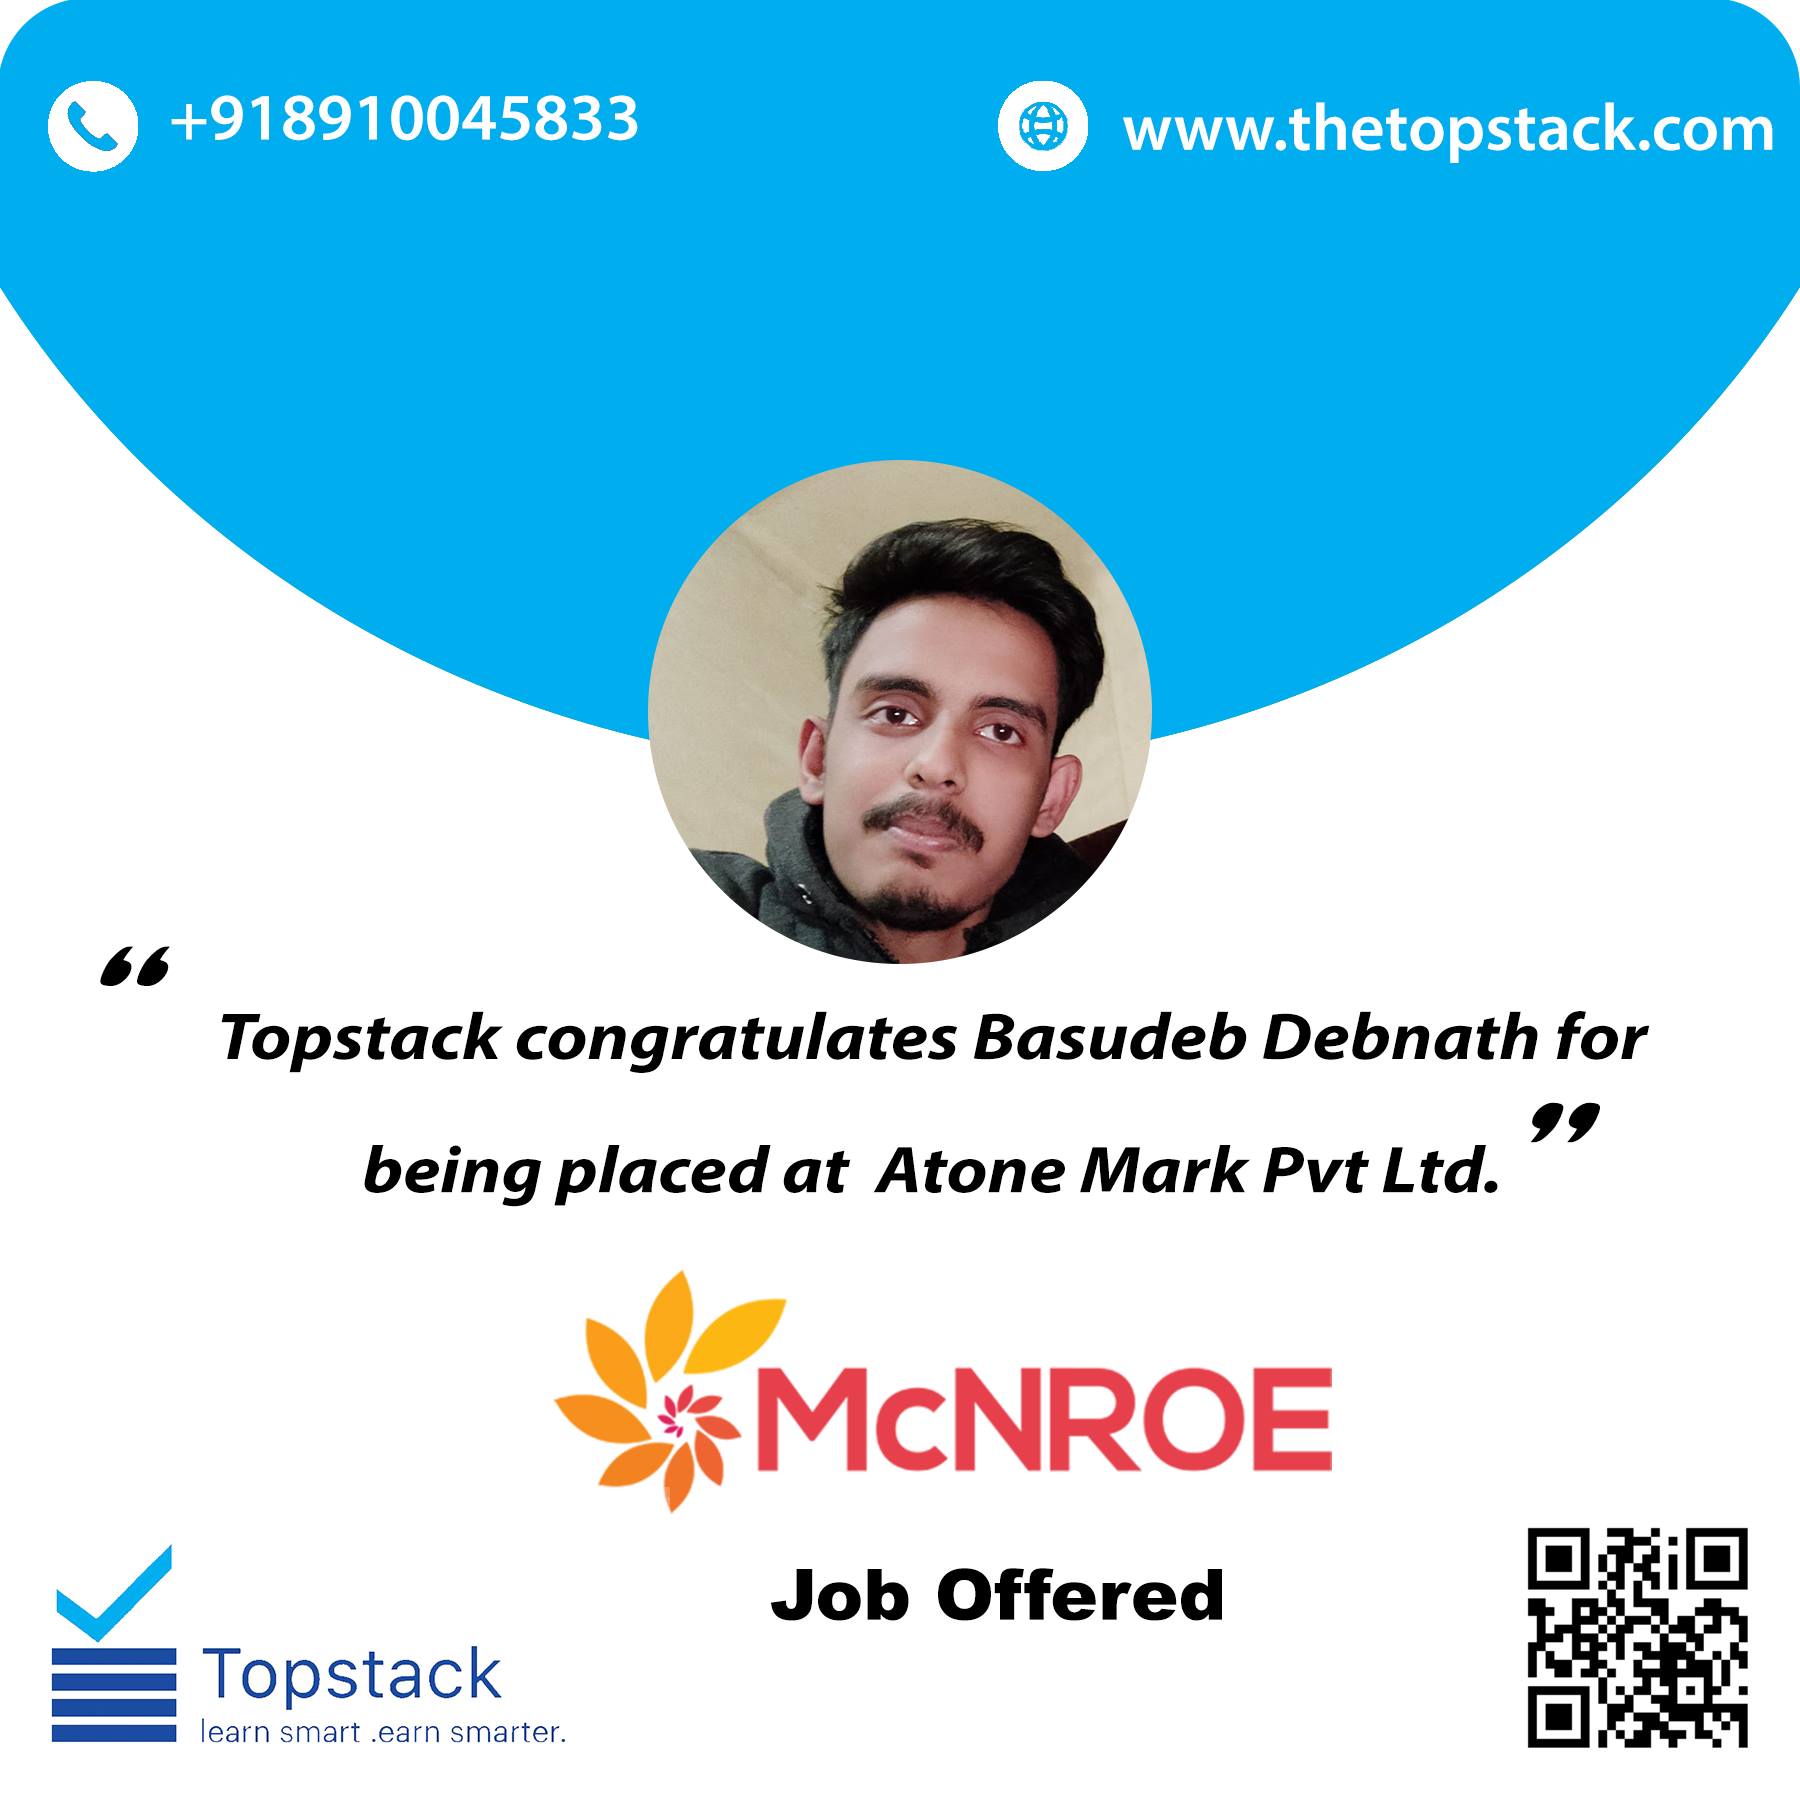 +918910045833
www.thetopstack.com
“ Topstack congratulates Basudeb Debnath for
being placed at Atone Mark Pvt Ltd. ”
McNROE
Job Offered
Topstack
learn smart .earn smarter.